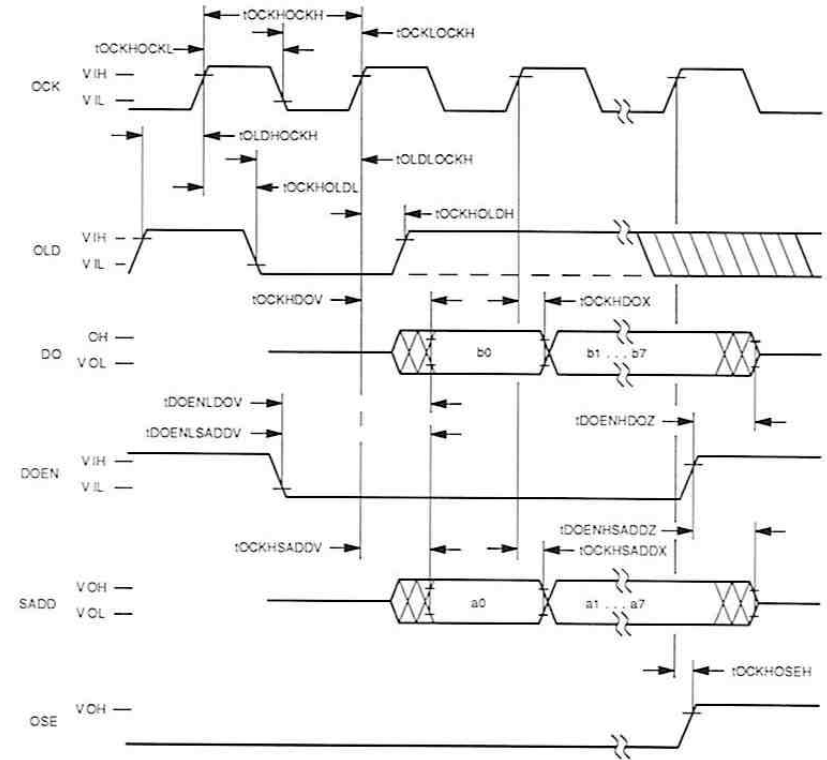 tOCKHOCKH
tOCKLOCKH
tOCKHOCKL
OCK VIH
VIL
tOLDHOCKH
tOLDLOCKH
tOCKHOLDL
tOCKHOLDH
OLD VIH
VIL
tOCKHDOV
tOCKHDOX
DO OH
VOL
b0
b1 . . . b7
tDOENLDOV
tDOENHDOZ
tDOENLSADDV
DOEN VIH
VIL
tDOENHSADDZ
tOCKHSADDV
tOCKHSADDX
SADD VOH
VOL
a0
a1 . . . a7
tOCKHOSEH
OSE VOH